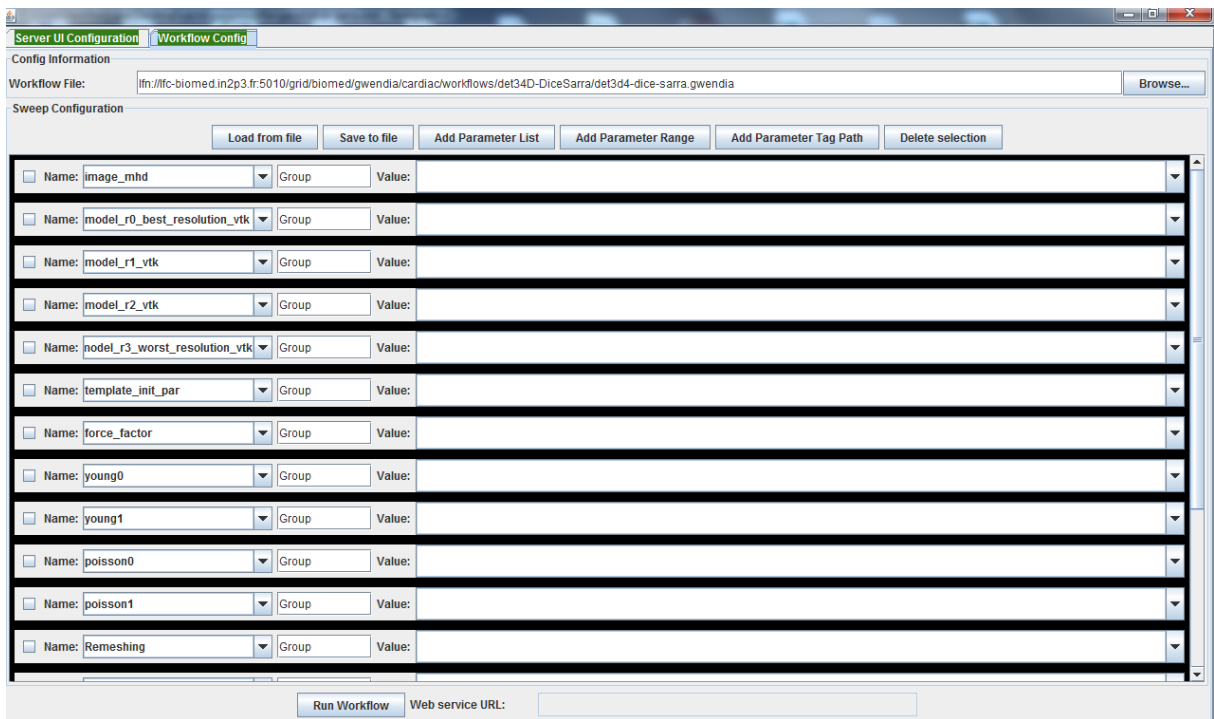 Server UI Configuration Workflow Config
Config Information
Workflow File: lfn://lfc-biomed.in2p3.fr:5010/grid/biomed/gwendia/cardiac/workflows/det34D-DiceSarra/det3d4-dice-sarra.gwendia Browse...
Sweep Configuration
Load from file Save to file Add Parameter List Add Parameter Range Add Parameter Tag Path Delete selection
Name: image_mhd Group Value:
Name: model_r0_best_resolution_vtk Group Value:
Name: model_r1_vtk Group Value:
Name: model_r2_vtk Group Value:
Name: nodel_r3_worst_resolution_vtk Group Value:
Name: template_init_par Group Value:
Name: force_factor Group Value:
Name: young0 Group Value:
Name: young1 Group Value:
Name: poisson0 Group Value:
Name: poisson1 Group Value:
Name: Remeshing Group Value:
Run Workflow Web service URL: